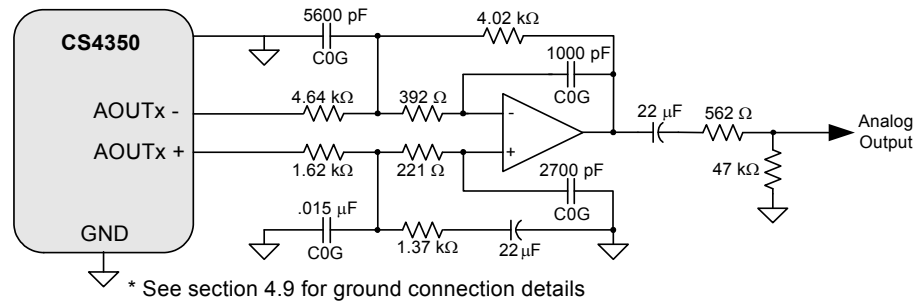 5600 pF
C0G
4.02 kΩ
CS4350
1000 pF
C0G
4.64 kΩ
392 Ω
AOUTx -
-
22 µF
562 Ω
Analog
Output
AOUTx +
+
1.62 kΩ
221 Ω
2700 pF
C0G
47 kΩ
.015 µF
C0G
1.37 kΩ
22µF
GND
* See section 4.9 for ground connection details